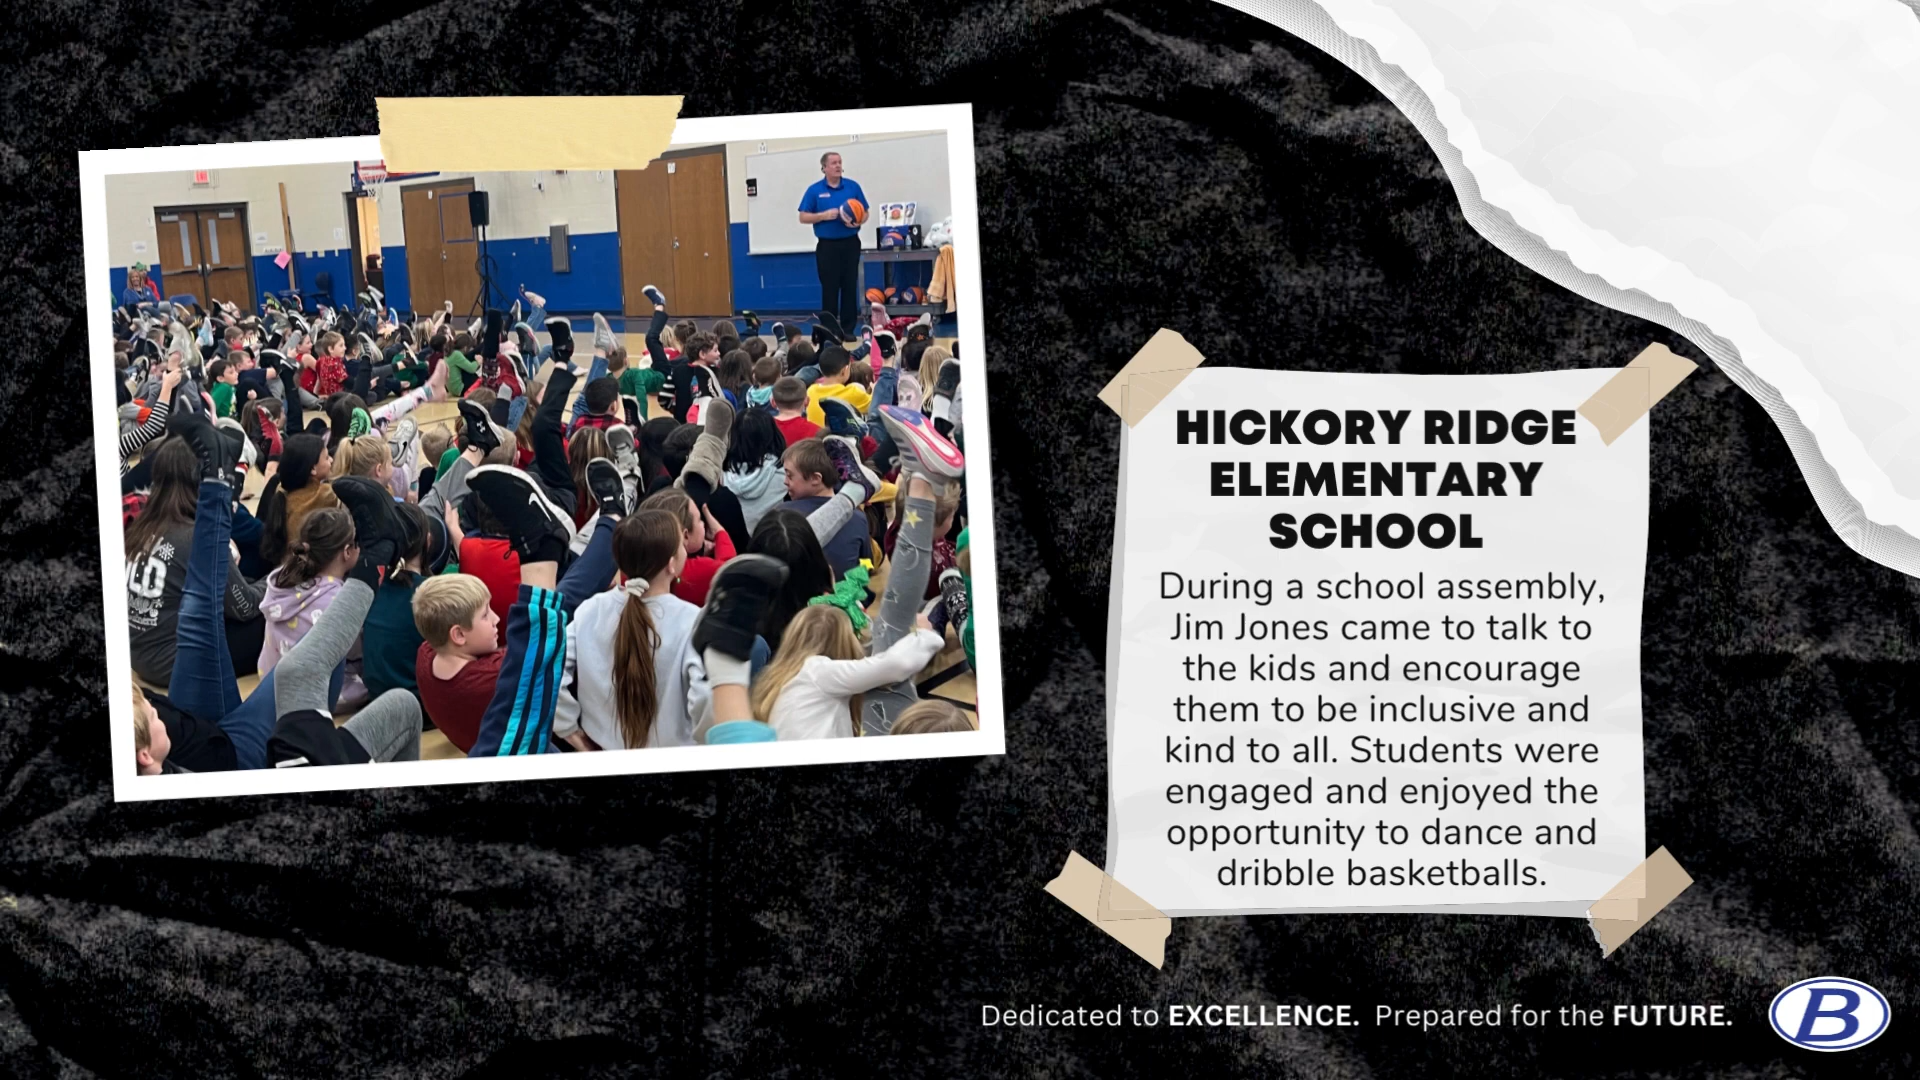 HICKORY RIDGE
ELEMENTARY
SCHOOL
During a school assembly,
Jim Jones came to talk to
the kids and encourage
them to be inclusive and
kind to all. Students were
engaged and enjoyed the
opportunity to dance and
dribble basketballs.
Dedicated to EXCELLENCE. Prepared for the FUTURE.
B